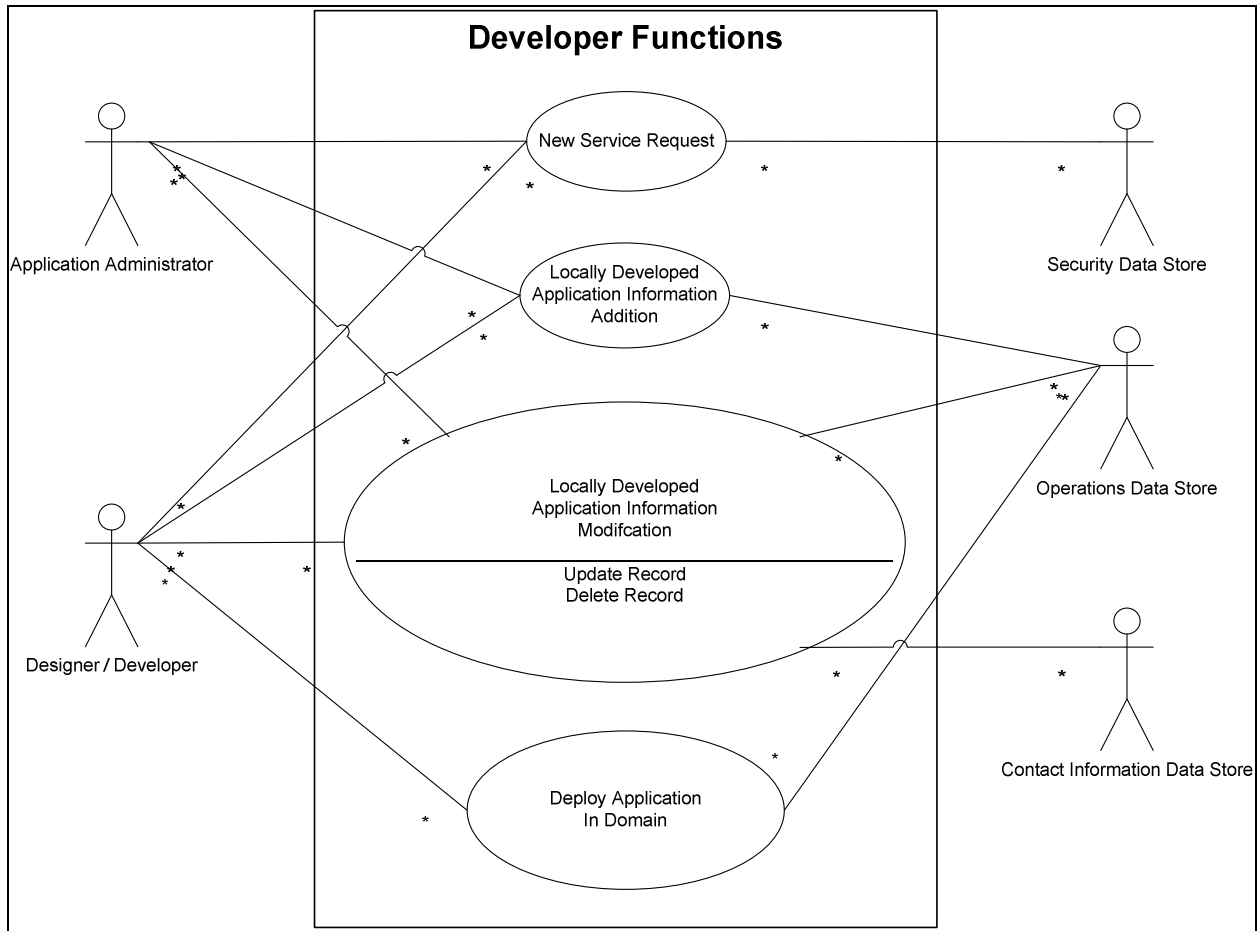 Developer Functions
New Service Request
Application Administrator
Security Data Store
Locally Developed
Application Information
Addition
Operations Data Store
Locally Developed
Application Information
Modifcation
Update Record
Delete Record
Designer / Developer
Contact Information Data Store
Deploy Application
In Domain
* * * * * * * * * * * * * * * * * * * * * * * *